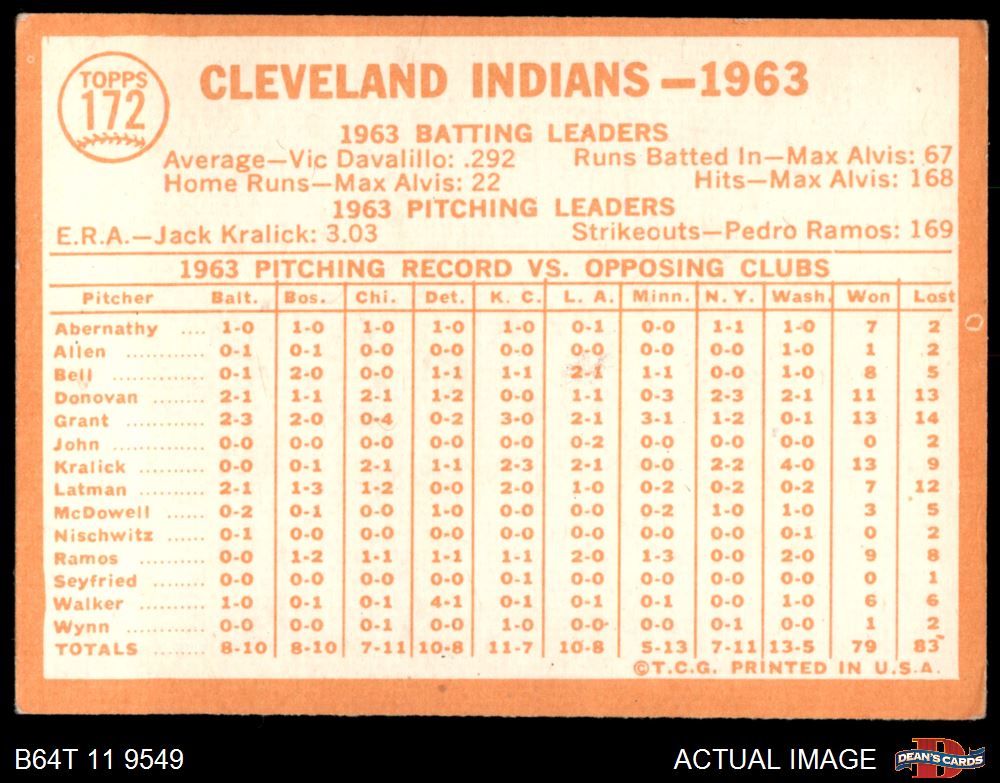 TOPPS
172
CLEVELAND INDIANS—1963
1963 BATTING LEADERS
Average—Vic Davalillo: .292 Runs Batted In—Max Alvis: 67
Home Runs—Max Alvis: 22 Hits—Max Alvis: 168
1963 PITCHING LEADERS
E.R.A.—Jack Kralick: 3.03 Strikeouts—Pedro Ramos: 169
1963 PITCHING RECORD VS. OPPOSING CLUBS
Pitcher Balt. Bos. Chi. Det. K. C. L. A. Minn. N. Y. Wash. Won Lost
Abernathy .... 1-0 1-0 1-0 1-0 1-0 0-1 0-0 1-1 1-0 7 2
Allen ............ 0-1 0-1 0-0 0-0 0-0 0-0 0-0 0-0 1-0 1 2
Bell .............. 0-1 2-0 0-0 1-1 1-1 2-1 1-1 0-0 1-0 8 5
Donovan ........ 2-1 1-1 2-1 1-2 0-0 1-1 0-3 2-3 2-1 11 13
Grant ............ 2-3 2-0 0-4 0-2 3-0 2-1 3-1 1-2 0-1 13 14
John ............. 0-0 0-0 0-0 0-0 0-0 0-2 0-0 0-0 0-0 0 2
Kralick .......... 0-0 0-1 2-1 1-1 2-3 2-1 0-0 2-2 4-0 13 9
Latman .......... 2-1 1-3 1-2 0-0 2-0 1-0 0-2 0-2 0-2 7 12
McDowell ...... 0-2 0-1 0-0 1-0 0-0 0-0 0-2 1-0 1-0 3 5
Nischwitz ...... 0-1 0-0 0-0 0-0 0-0 0-0 0-0 0-0 0-1 0 2
Ramos .......... 0-0 1-2 1-1 1-1 1-1 2-0 1-3 0-0 2-0 9 8
Seyfried ........ 0-0 0-0 0-0 0-0 0-1 0-0 0-0 0-0 0-0 0 1
Walker .......... 1-0 0-1 0-1 4-1 0-1 0-1 0-1 0-0 1-0 6 6
Wynn ............ 0-0 0-0 0-1 0-0 1-0 0-0 0-1 0-0 0-0 1 2
TOTALS ........ 8-10 8-10 7-11 10-8 11-7 10-8 5-13 7-11 13-5 79 83
©T.C.G. PRINTED IN U.S.A.
B64T 11 9549
ACTUAL IMAGE
D
DEAN'S CARDS